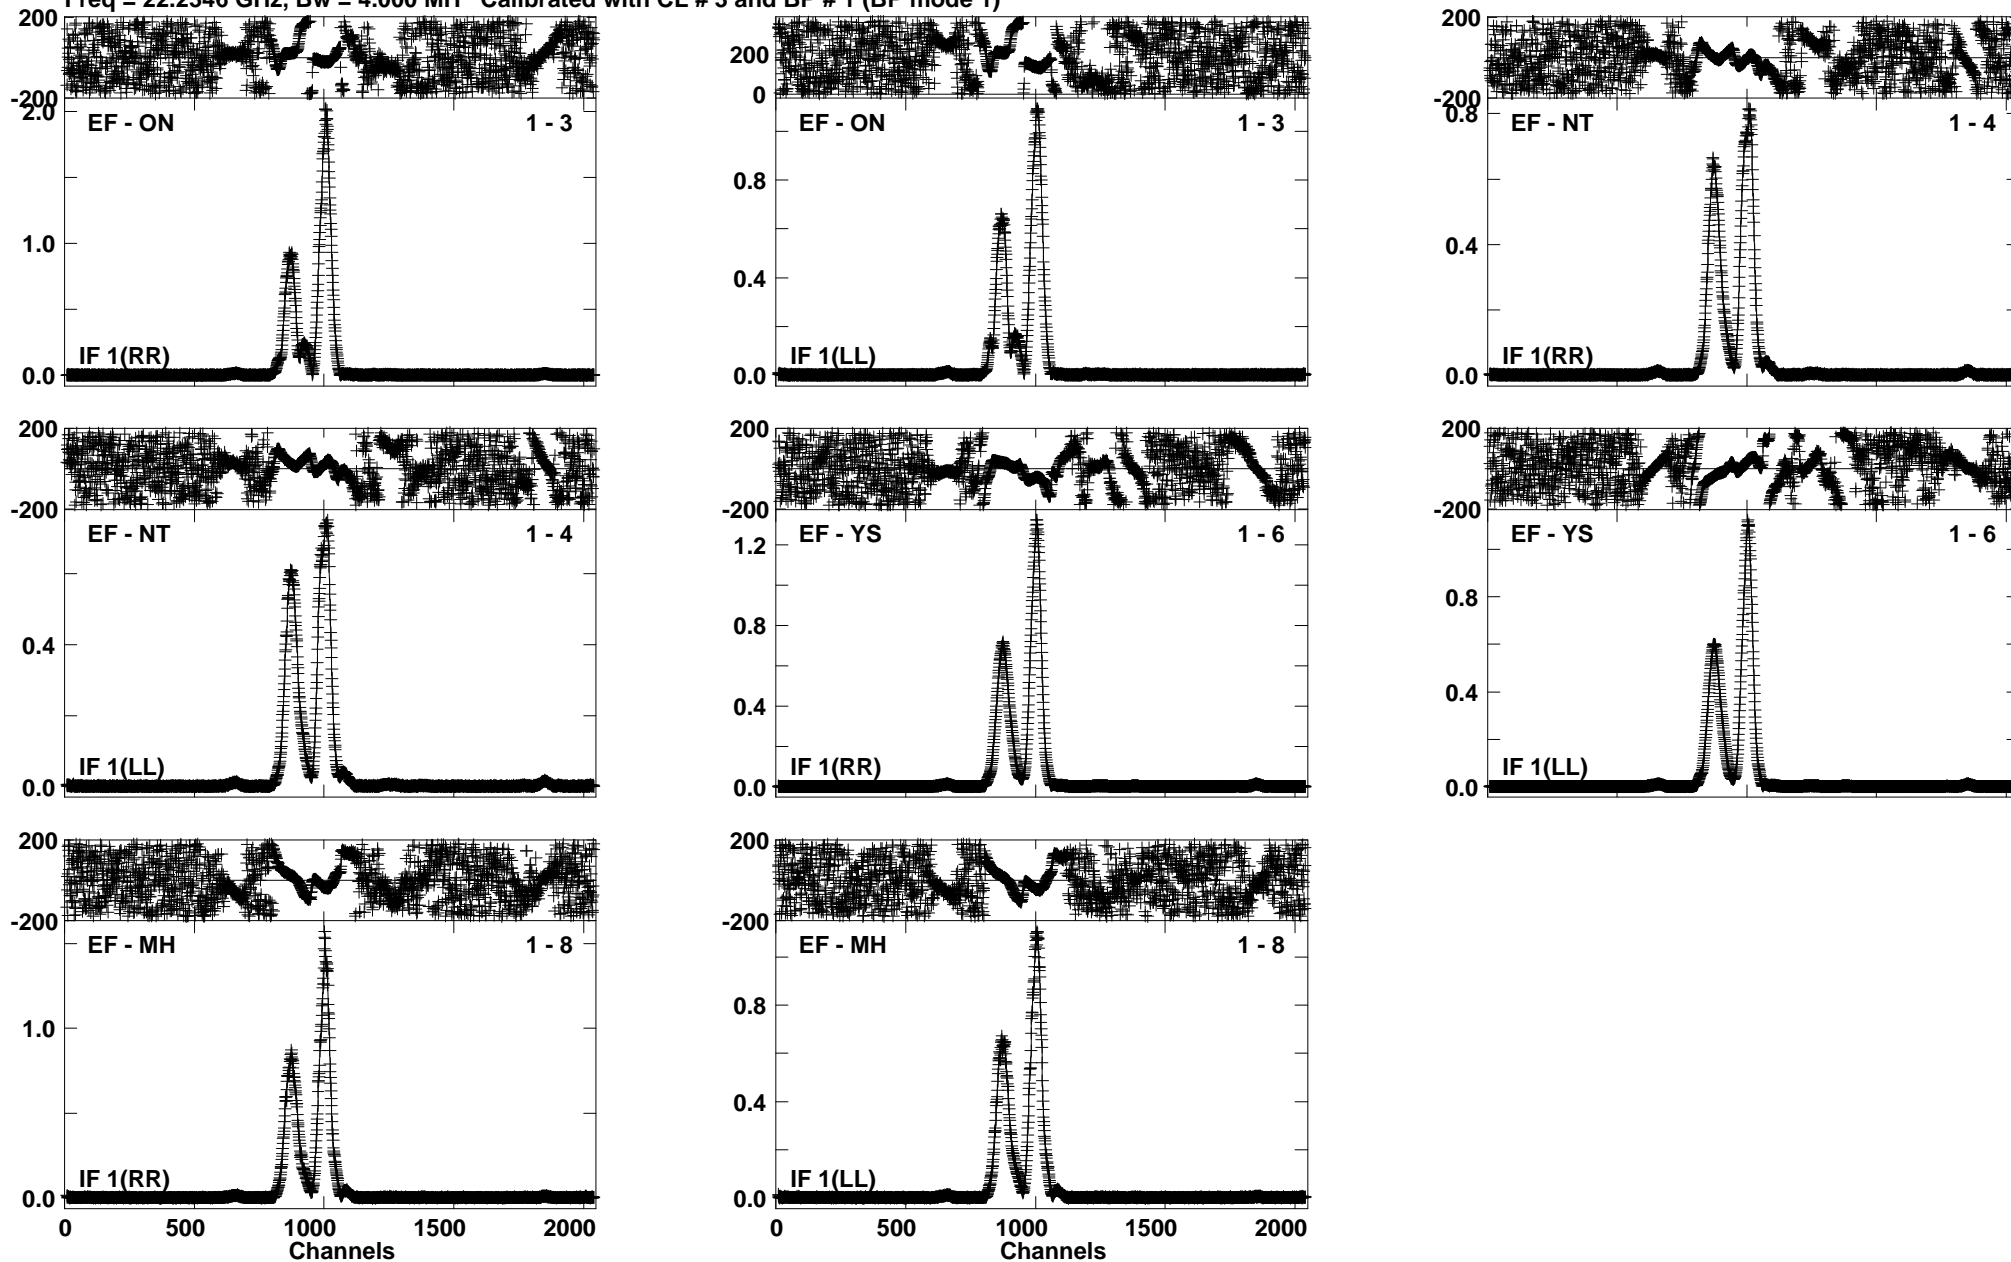 Freq = 22.2346 GHz, Bw = 4.000 MH Calibrated with CL # 3 and BP # 1 (BP mode 1)
200
-200
2.0
1.0
0.0
EF - ON
1 - 3
IF 1(RR)
200
0
0.8
0.4
0.0
EF - ON
1 - 3
IF 1(LL)
200
-200
0.8
0.4
0.0
EF - NT
1 - 4
IF 1(RR)
200
-200
0.4
0.0
EF - NT
1 - 4
IF 1(LL)
200
-200
1.2
0.8
0.4
0.0
EF - YS
1 - 6
IF 1(RR)
200
-200
0.8
0.4
0.0
EF - YS
1 - 6
IF 1(LL)
200
-200
1.0
0.0
EF - MH
1 - 8
IF 1(RR)
0 500 1000 1500 2000
Channels
200
-200
0.8
0.4
0.0
EF - MH
1 - 8
IF 1(LL)
0 500 1000 1500 2000
Channels